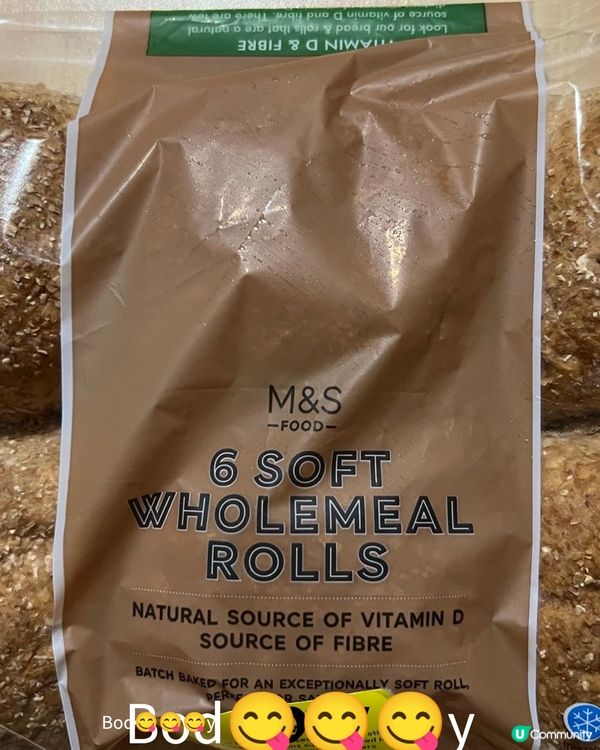 VITAMIN D & FIBRE
Look for our bread & rolls that are a natural
source of vitamin D and fibre. There are few
M&S
FOOD
6 SOFT
WHOLEMEAL
ROLLS
NATURAL SOURCE OF VITAMIN D
SOURCE OF FIBRE
BATCH BAKED FOR AN EXCEPTIONALLY SOFT ROLL,
Bod😋😋😋y
Bod😋😋😋y
U Community